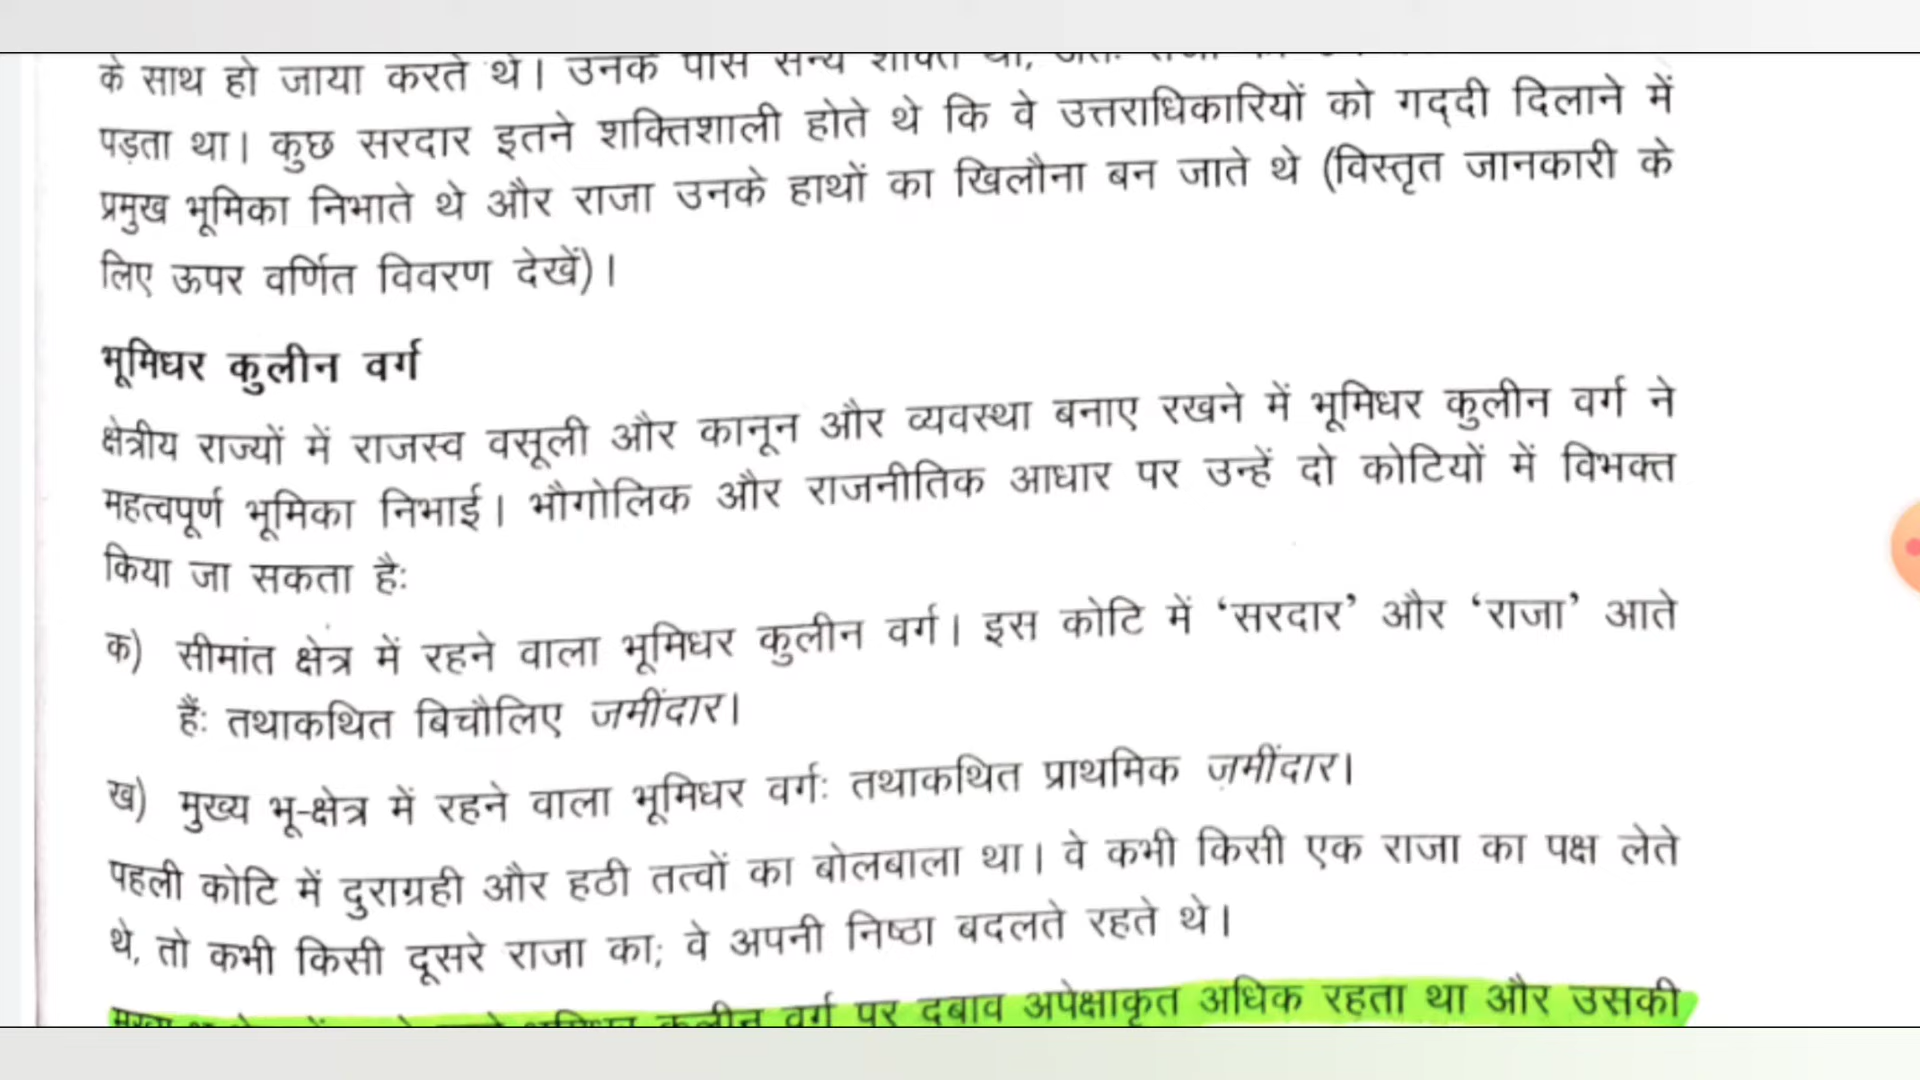 के साथ हो जाया करते थे। उनके पास सैन्य शक्ति थी, अतः
पड़ता था। कुछ सरदार इतने शक्तिशाली होते थे कि वे उत्तराधिकारियों को गद्दी दिलाने में
प्रमुख भूमिका निभाते थे और राजा उनके हाथों का खिलौना बन जाते थे (विस्तृत जानकारी के
लिए ऊपर वर्णित विवरण देखें)।
भूमिधर कुलीन वर्ग
क्षेत्रीय राज्यों में राजस्व वसूली और कानून और व्यवस्था बनाए रखने में भूमिधर कुलीन वर्ग ने
महत्वपूर्ण भूमिका निभाई। भौगोलिक और राजनीतिक आधार पर उन्हें दो कोटियों में विभक्त
किया जा सकता हैः
क) सीमांत क्षेत्र में रहने वाला भूमिधर कुलीन वर्ग। इस कोटि में ‘सरदार’ और ‘राजा’ आते
हैंः तथाकथित बिचौलिए जमींदार।
ख) मुख्य भू-क्षेत्र में रहने वाला भूमिधर वर्गः तथाकथित प्राथमिक ज़मींदार।
पहली कोटि में दुराग्रही और हठी तत्वों का बोलबाला था। वे कभी किसी एक राजा का पक्ष लेते
थे, तो कभी किसी दूसरे राजा का; वे अपनी निष्ठा बदलते रहते थे।
मुख्य भूमिधर कुलीन वर्ग पर दबाव अपेक्षाकृत अधिक रहता था और उसकी